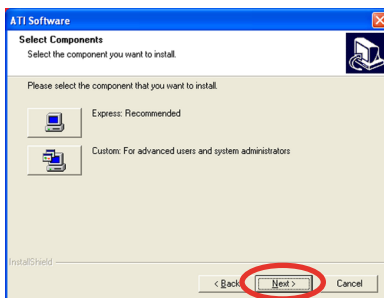 ATI Software
Select Components
Select the component you want to install.
Please select the component that you want to install.
Express: Recommended
Custom: For advanced users and system administrators
InstallShield
< Back Next > Cancel